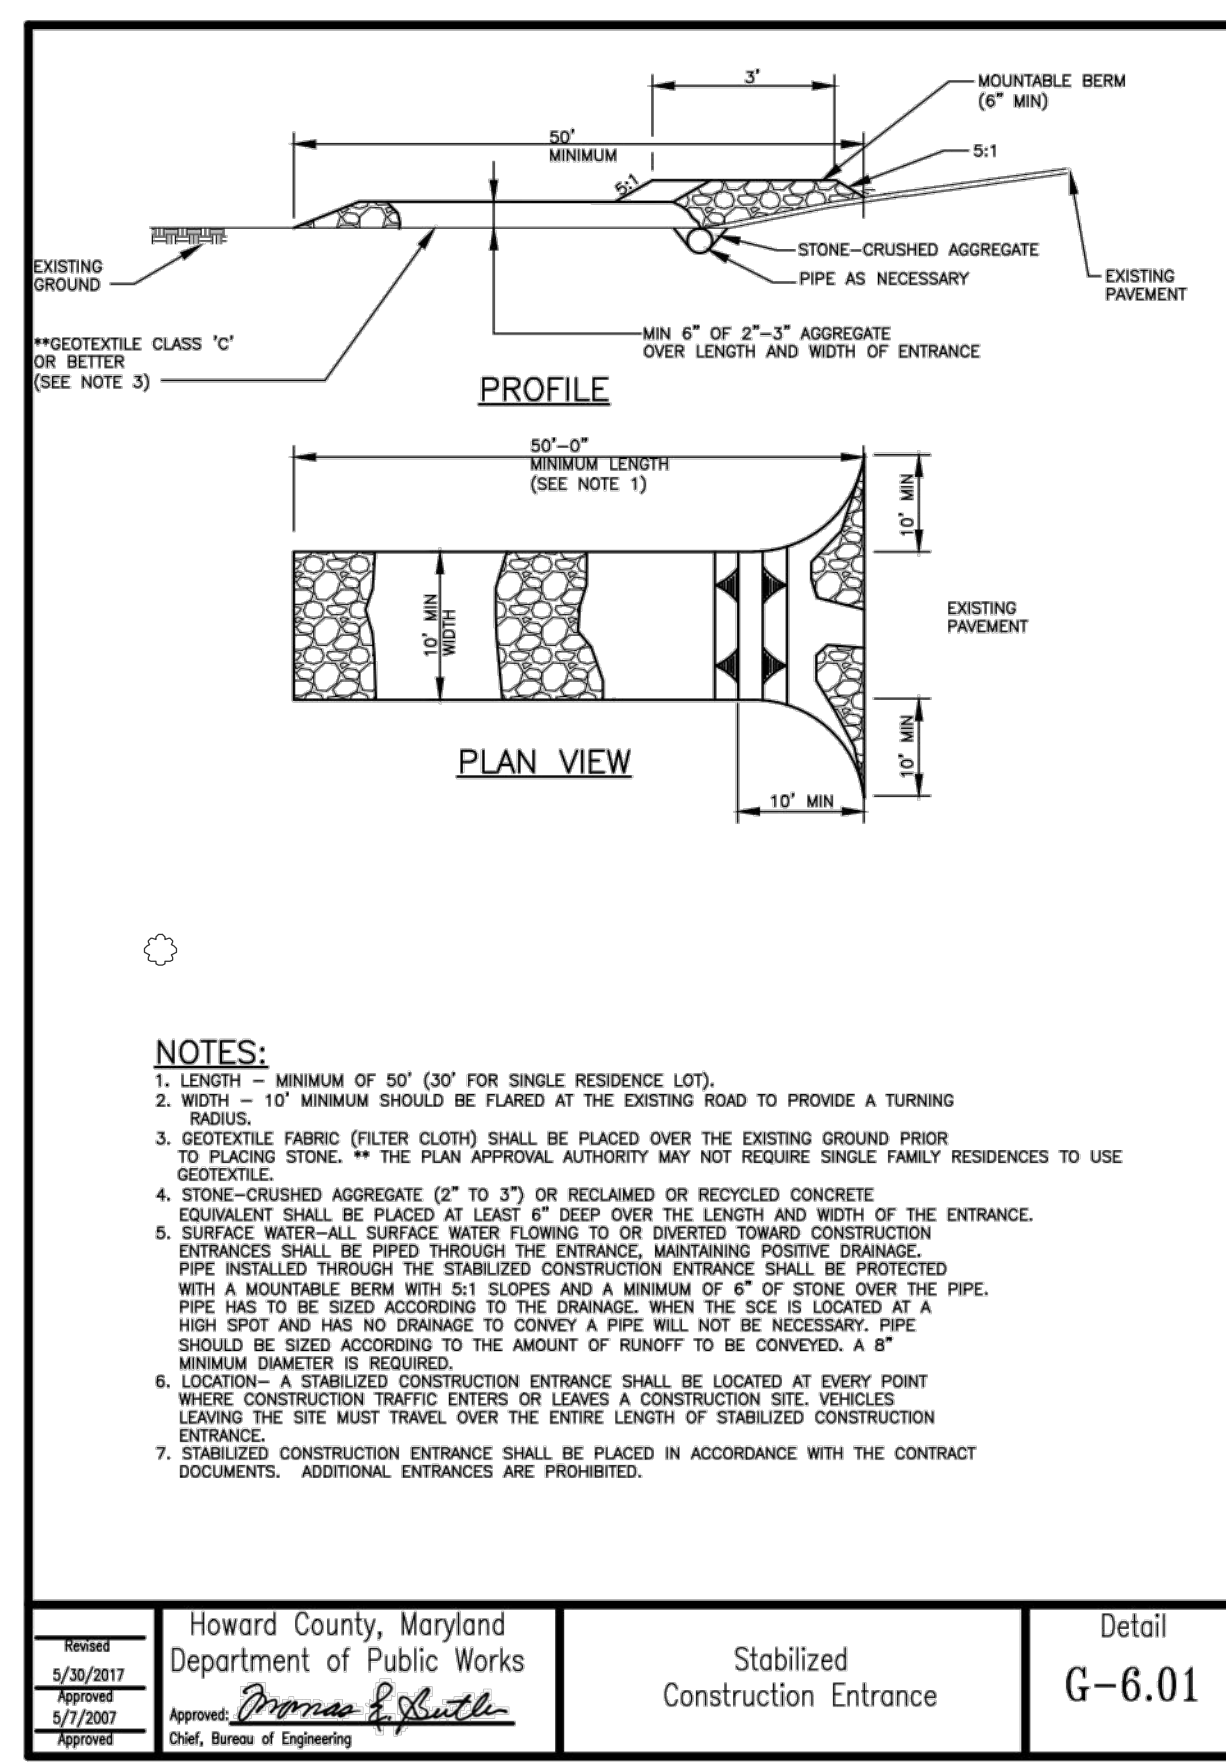 3'
MOUNTABLE BERM
(6" MIN)
50'
MINIMUM
5:1
5:1
STONE-CRUSHED AGGREGATE
PIPE AS NECESSARY
EXISTING
GROUND
EXISTING
PAVEMENT
MIN 6" OF 2"-3" AGGREGATE
OVER LENGTH AND WIDTH OF ENTRANCE
**GEOTEXTILE CLASS 'C'
OR BETTER
(SEE NOTE 3)
PROFILE
50'-0"
MINIMUM LENGTH
(SEE NOTE 1)
10' MIN
10' MIN
WIDTH
EXISTING
PAVEMENT
10' MIN
PLAN VIEW
10' MIN
NOTES:
1. LENGTH - MINIMUM OF 50' (30' FOR SINGLE RESIDENCE LOT).
2. WIDTH - 10' MINIMUM SHOULD BE FLARED AT THE EXISTING ROAD TO PROVIDE A TURNING
RADIUS.
3. GEOTEXTILE FABRIC (FILTER CLOTH) SHALL BE PLACED OVER THE EXISTING GROUND PRIOR
TO PLACING STONE. ** THE PLAN APPROVAL AUTHORITY MAY NOT REQUIRE SINGLE FAMILY RESIDENCES TO USE
GEOTEXTILE.
4. STONE-CRUSHED AGGREGATE (2" TO 3") OR RECLAIMED OR RECYCLED CONCRETE
EQUIVALENT SHALL BE PLACED AT LEAST 6" DEEP OVER THE LENGTH AND WIDTH OF THE ENTRANCE.
5. SURFACE WATER-ALL SURFACE WATER FLOWING TO OR DIVERTED TOWARD CONSTRUCTION
ENTRANCES SHALL BE PIPED THROUGH THE ENTRANCE, MAINTAINING POSITIVE DRAINAGE.
PIPE INSTALLED THROUGH THE STABILIZED CONSTRUCTION ENTRANCE SHALL BE PROTECTED
WITH A MOUNTABLE BERM WITH 5:1 SLOPES AND A MINIMUM OF 6" OF STONE OVER THE PIPE.
PIPE HAS TO BE SIZED ACCORDING TO THE DRAINAGE. WHEN THE SCE IS LOCATED AT A
HIGH SPOT AND HAS NO DRAINAGE TO CONVEY A PIPE WILL NOT BE NECESSARY. PIPE
SHOULD BE SIZED ACCORDING TO THE AMOUNT OF RUNOFF TO BE CONVEYED. A 8"
MINIMUM DIAMETER IS REQUIRED.
6. LOCATION- A STABILIZED CONSTRUCTION ENTRANCE SHALL BE LOCATED AT EVERY POINT
WHERE CONSTRUCTION TRAFFIC ENTERS OR LEAVES A CONSTRUCTION SITE. VEHICLES
LEAVING THE SITE MUST TRAVEL OVER THE ENTIRE LENGTH OF STABILIZED CONSTRUCTION
ENTRANCE.
7. STABILIZED CONSTRUCTION ENTRANCE SHALL BE PLACED IN ACCORDANCE WITH THE CONTRACT
DOCUMENTS. ADDITIONAL ENTRANCES ARE PROHIBITED.
Revised
5/30/2017
Approved
5/7/2007
Approved
Howard County, Maryland
Department of Public Works
Approved: Thomas E. Butler
Chief, Bureau of Engineering
Stabilized
Construction Entrance
Detail
G-6.01